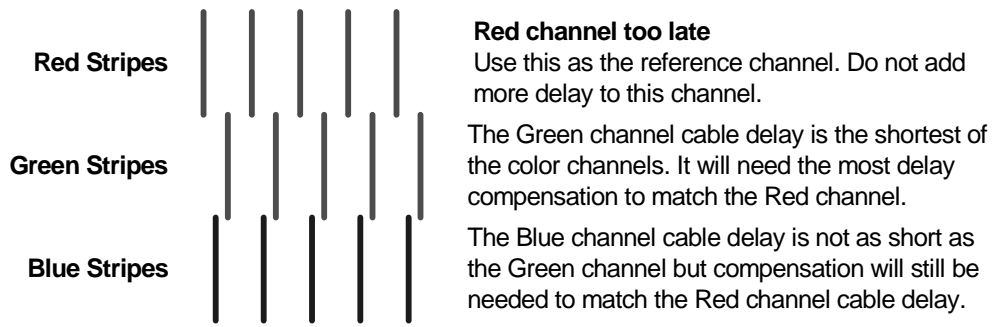 Red Stripes
Red channel too late
Use this as the reference channel. Do not add
more delay to this channel.
Green Stripes
The Green channel cable delay is the shortest of
the color channels. It will need the most delay
compensation to match the Red channel.
Blue Stripes
The Blue channel cable delay is not as short as
the Green channel but compensation will still be
needed to match the Red channel cable delay.